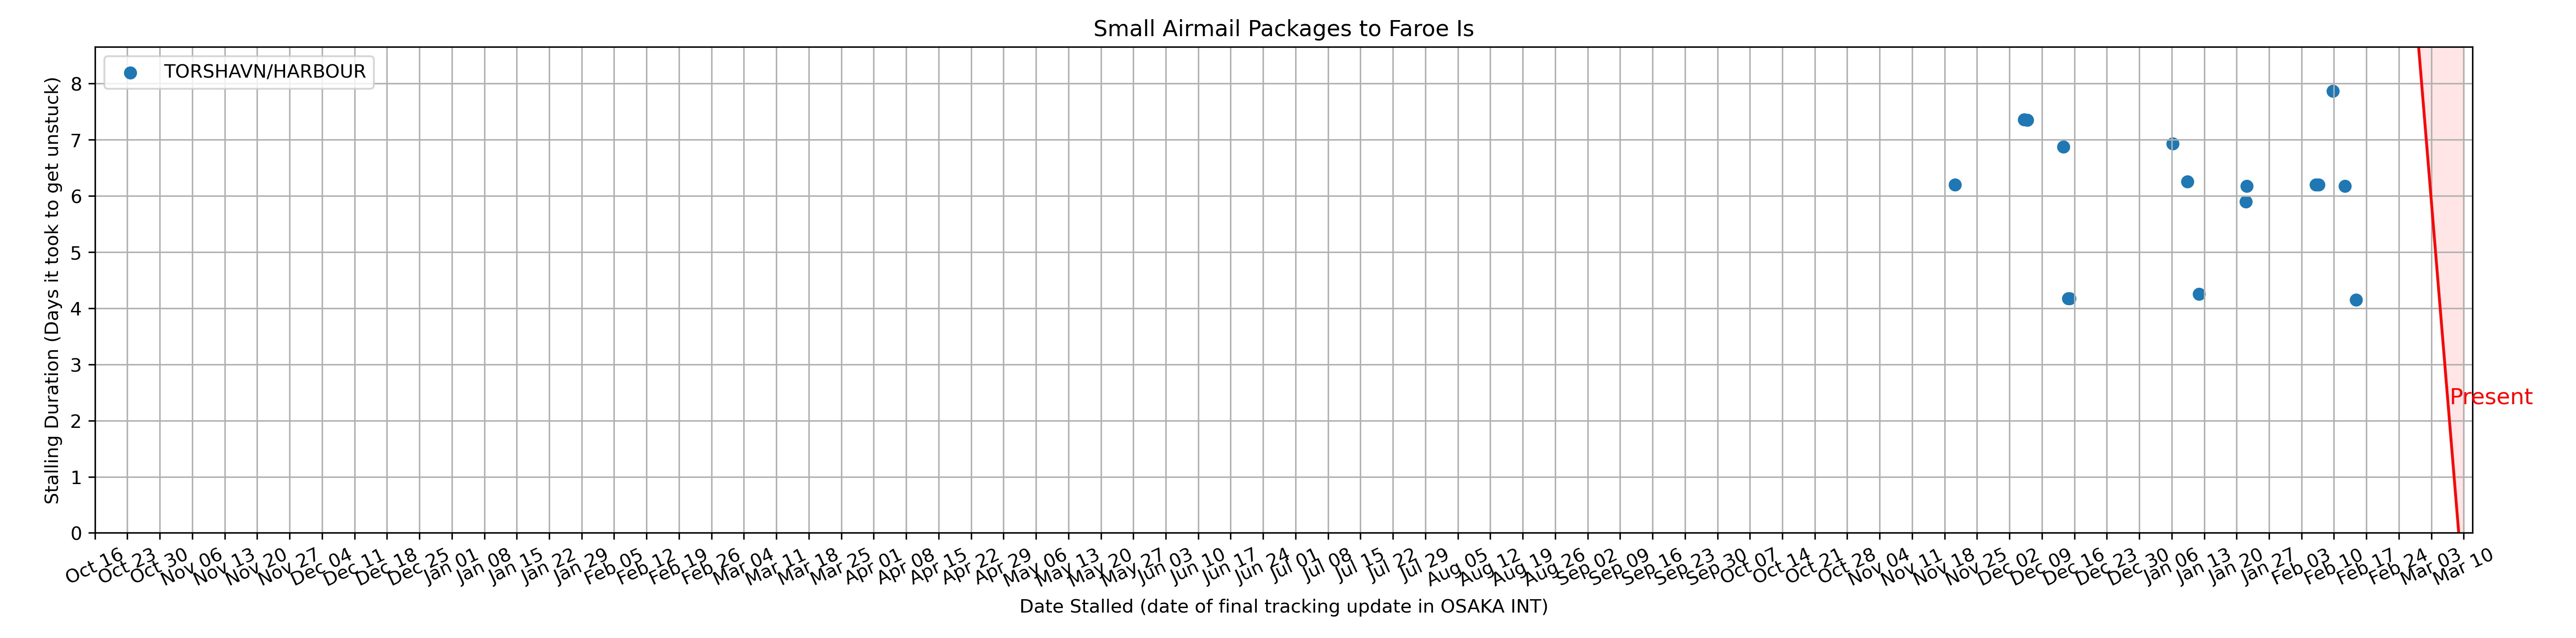 Small Airmail Packages to Faroe Is
TORSHAVN/HARBOUR
Stalling Duration (Days it took to get unstuck)
8
7
6
5
4
3
2
1
0
Present
Oct 16
Oct 23
Oct 30
Nov 06
Nov 13
Nov 20
Nov 27
Dec 04
Dec 11
Dec 18
Dec 25
Jan 01
Jan 08
Jan 15
Jan 22
Jan 29
Feb 05
Feb 12
Feb 19
Feb 26
Mar 04
Mar 11
Mar 18
Mar 25
Apr 01
Apr 08
Apr 15
Apr 22
Apr 29
May 06
May 13
May 20
May 27
Jun 03
Jun 10
Jun 17
Jun 24
Jul 01
Jul 08
Jul 15
Jul 22
Jul 29
Aug 05
Aug 12
Aug 19
Aug 26
Sep 02
Sep 09
Sep 16
Sep 23
Sep 30
Oct 07
Oct 14
Oct 21
Oct 28
Nov 04
Nov 11
Nov 18
Nov 25
Dec 02
Dec 09
Dec 16
Dec 23
Dec 30
Jan 06
Jan 13
Jan 20
Jan 27
Feb 03
Feb 10
Feb 17
Feb 24
Mar 03
Mar 10
Date Stalled (date of final tracking update in OSAKA INT)